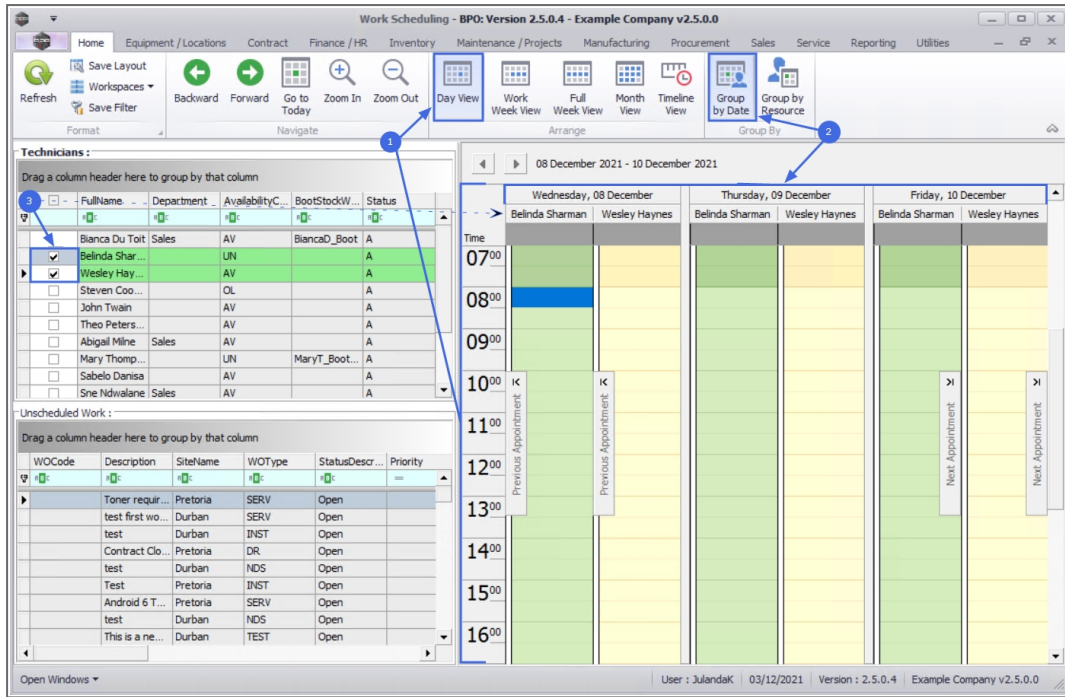 Work Scheduling - BPO: Version 2.5.0.4 - Example Company v2.5.0.0
Home Equipment / Locations Contract Finance / HR Inventory Maintenance / Projects Manufacturing Procurement Sales Service Reporting Utilities
Refresh
Save Layout
Workspaces
Save Filter
Backward Forward Go to Today Zoom In Zoom Out Day View Work Week View Full Week View Month View Timeline View Group by Date Group by Resource
Format Navigate Arrange Group By
1
2
3
Technicians :
Drag a column header here to group by that column
FullName Department AvailabilityC... BootStockW... Status
Bianca Du Toit Sales AV BiancaD_Boot A
Belinda Shar... UN A
Wesley Hay... AV A
Steven Coo... OL A
John Twain AV A
Theo Peters... AV A
Abigail Milne Sales AV A
Mary Thomp... UN MaryT_Boot... A
Sabelo Danisa AV A
Sne Ndwalane Sales AV A
Unscheduled Work :
Drag a column header here to group by that column
WOCode Description SiteName WOType StatusDescr... Priority
Toner requir... Pretoria SERV Open
test first wo... Durban SERV Open
test Durban INST Open
Contract Clo... Pretoria DR Open
test Durban NDS Open
Test Pretoria INST Open
Android 6 T... Pretoria SERV Open
test Durban NDS Open
This is a ne... Durban TEST Open
08 December 2021 - 10 December 2021
Wednesday, 08 December Thursday, 09 December Friday, 10 December
Belinda Sharman Wesley Haynes Belinda Sharman Wesley Haynes Belinda Sharman Wesley Haynes
Time
07 00
08 00
09 00
10 00
11 00
12 00
13 00
14 00
15 00
16 00
Previous Appointment
Previous Appointment
Next Appointment
Next Appointment
Open Windows User : JulandaK 03/12/2021 Version : 2.5.0.4 Example Company v2.5.0.0